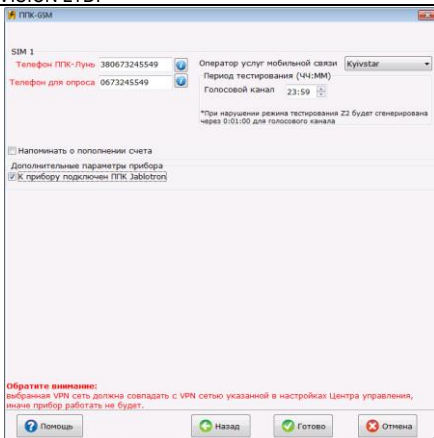 VISION LTD.
ППК-GSM
SIM 1
Телефон ППК-Лунь 380673245549
Телефон для опроса 0673245549
Оператор услуг мобильной связи Kyivstar
Период тестирования (ЧЧ:ММ)
Голосовой канал 23:59
*При нарушении режима тестирования Z2 будет сгенерирована
через 0:01:00 для голосового канала
Напоминать о пополнении счета
Дополнительные параметры прибора
К прибору подключен ППК Jablotron
Обратите внимание:
выбранная VPN сеть должна совпадать с VPN сетью указанной в настройках Центра управления,
иначе прибор работать не будет.
Помощь
Назад
Готово
Отмена